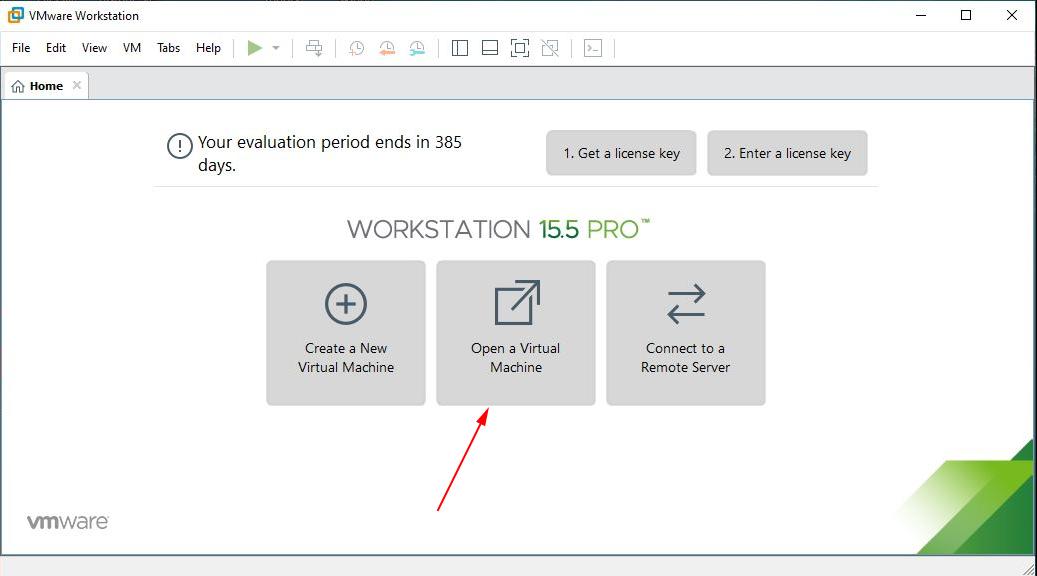 VMware Workstation
File Edit View VM Tabs Help
Home
Your evaluation period ends in 385
days.
1. Get a license key
2. Enter a license key
WORKSTATION 15.5 PRO™
Create a New
Virtual Machine
Open a Virtual
Machine
Connect to a
Remote Server
vmware